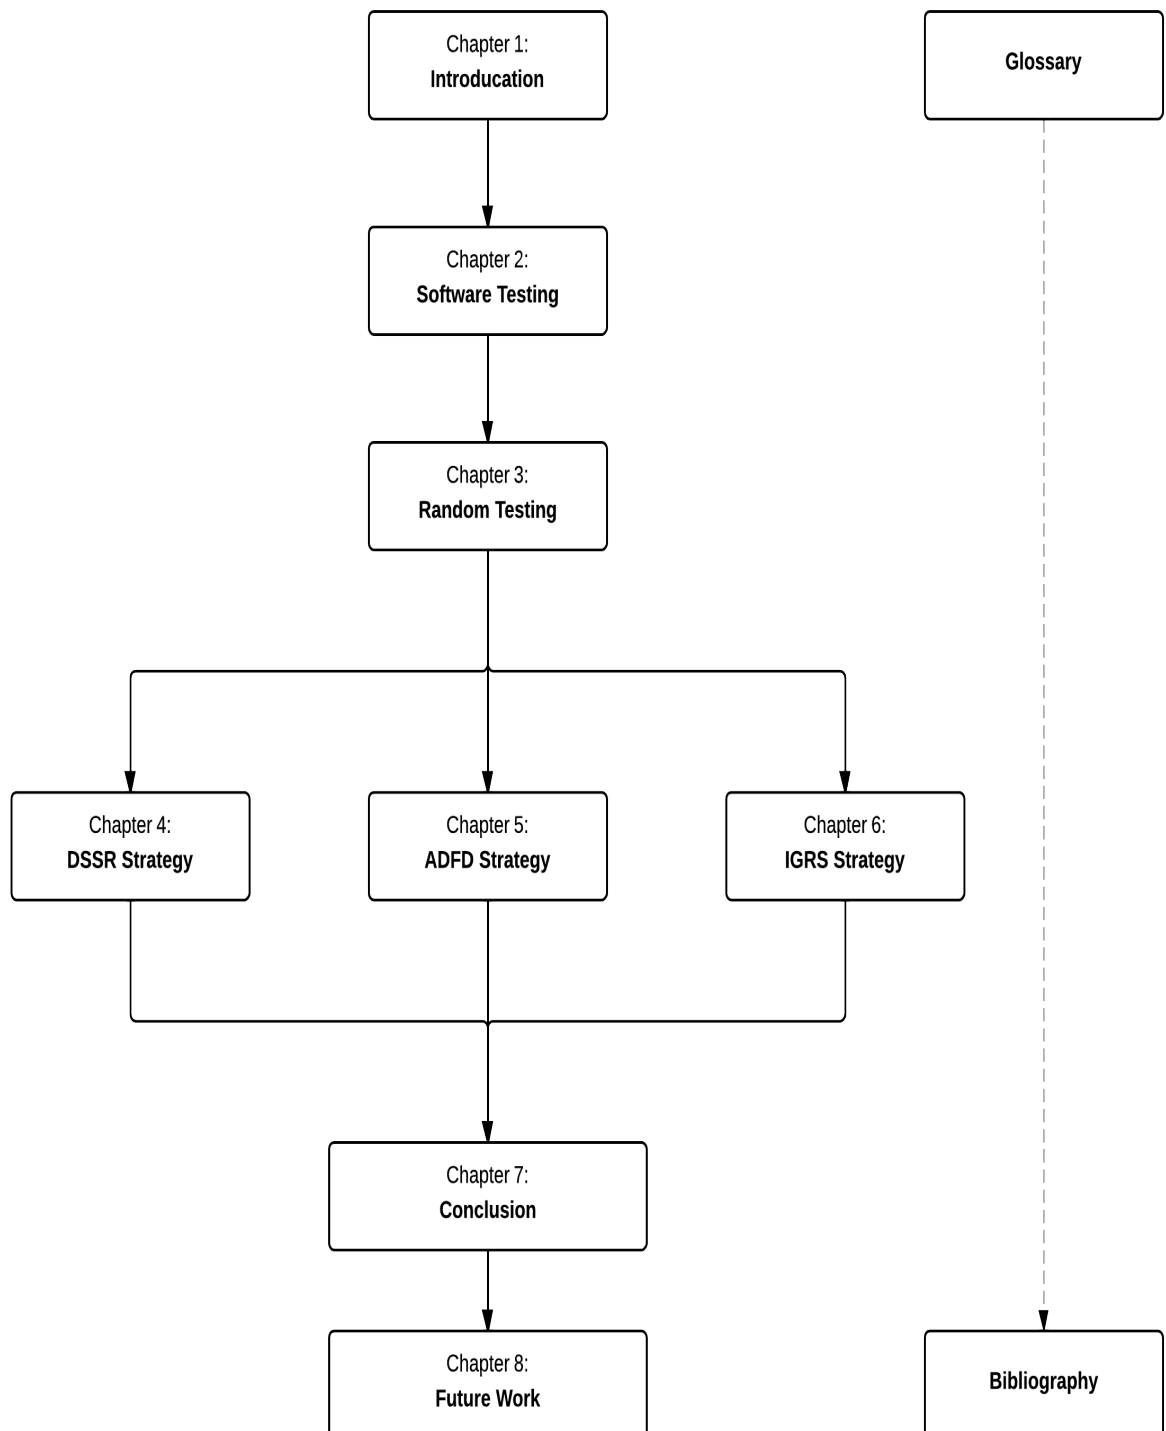 Chapter 1:
Introducation
Glossary
Chapter 2:
Software Testing
Chapter 3:
Random Testing
Chapter 4:
DSSR Strategy
Chapter 5:
ADFD Strategy
Chapter 6:
IGRS Strategy
Chapter 7:
Conclusion
Chapter 8:
Future Work
Bibliography